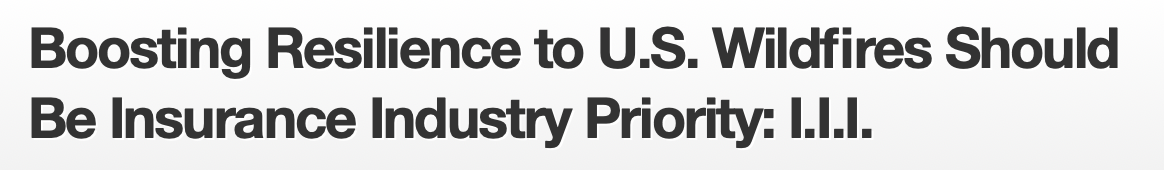 Boosting Resilience to U.S. Wildfires Should
Be Insurance Industry Priority: I.I.I.